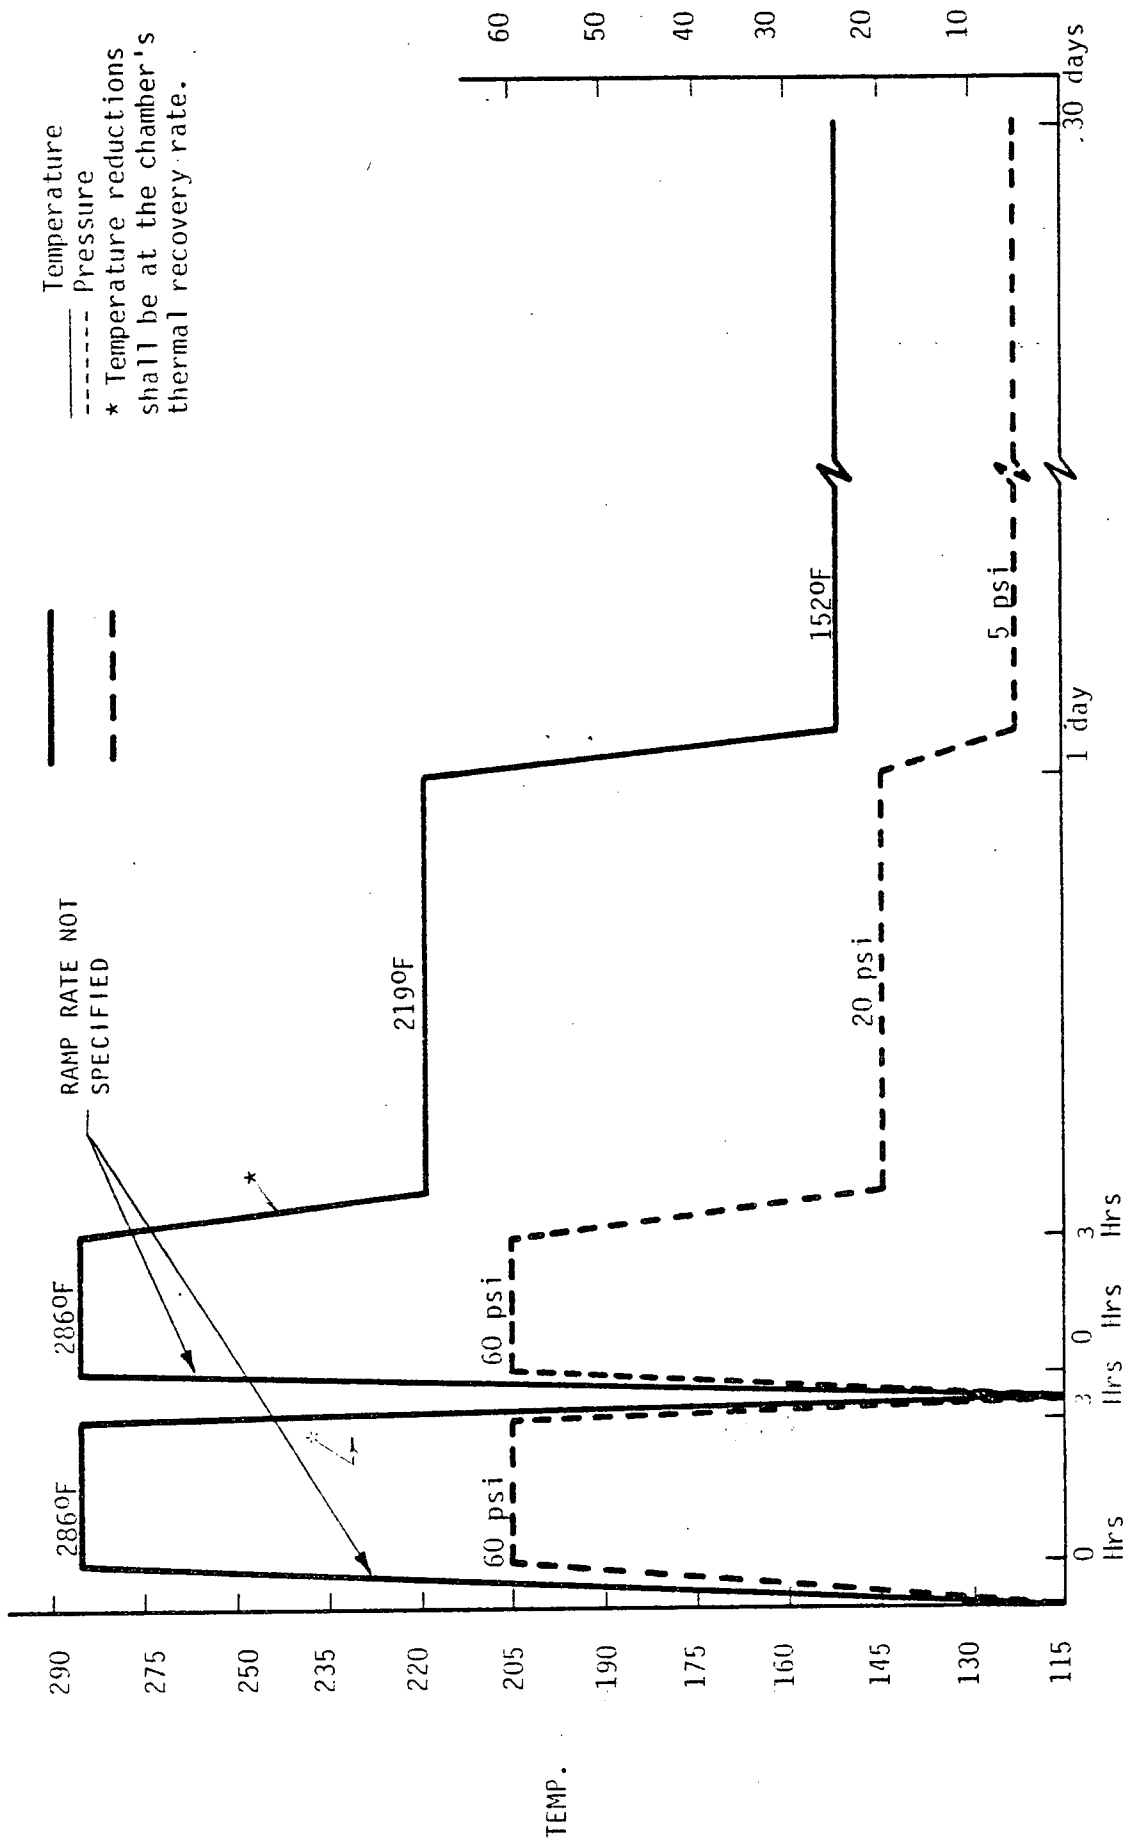 Temperature
Pressure
* Temperature reductions
shall be at the chamber's
thermal recovery rate.
RAMP RATE NOT
SPECIFIED
286ºF
286ºF
*
*
219ºF
152ºF
60 psi
60 psi
20 psi
5 psi
TEMP.
290
275
250
235
220
205
190
175
160
145
130
115
60
50
40
30
20
10
0
Hrs
3
Hrs
0
Hrs
3
Hrs
1 day
30
days